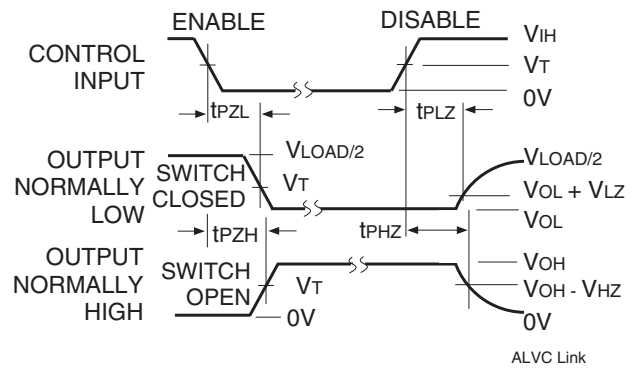 ENABLE
DISABLE
CONTROL
INPUT
VIH
VT
0V
tPZL
tPLZ
OUTPUT
NORMALLY
LOW
SWITCH
CLOSED
VLOAD/2
VT
VLOAD/2
VOL + VLZ
VOL
tPZH
tPHZ
OUTPUT
NORMALLY
HIGH
SWITCH
OPEN
VT
0V
VOH
VOH - VHZ
0V
ALVC Link